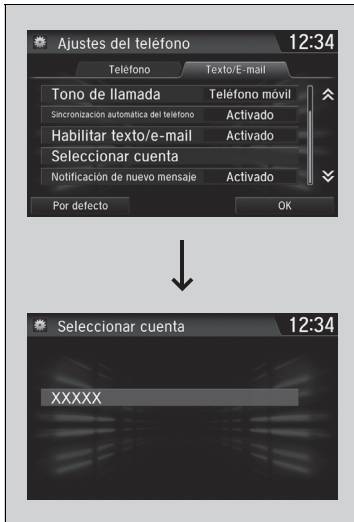 Ajustes del teléfono 12:34
Teléfono Texto/E-mail
Tono de llamada Teléfono móvil
Sincronización automática del teléfono Activado
Habilitar texto/e-mail Activado
Seleccionar cuenta
Notificación de nuevo mensaje Activado
Por defecto OK
Seleccionar cuenta 12:34
XXXXX